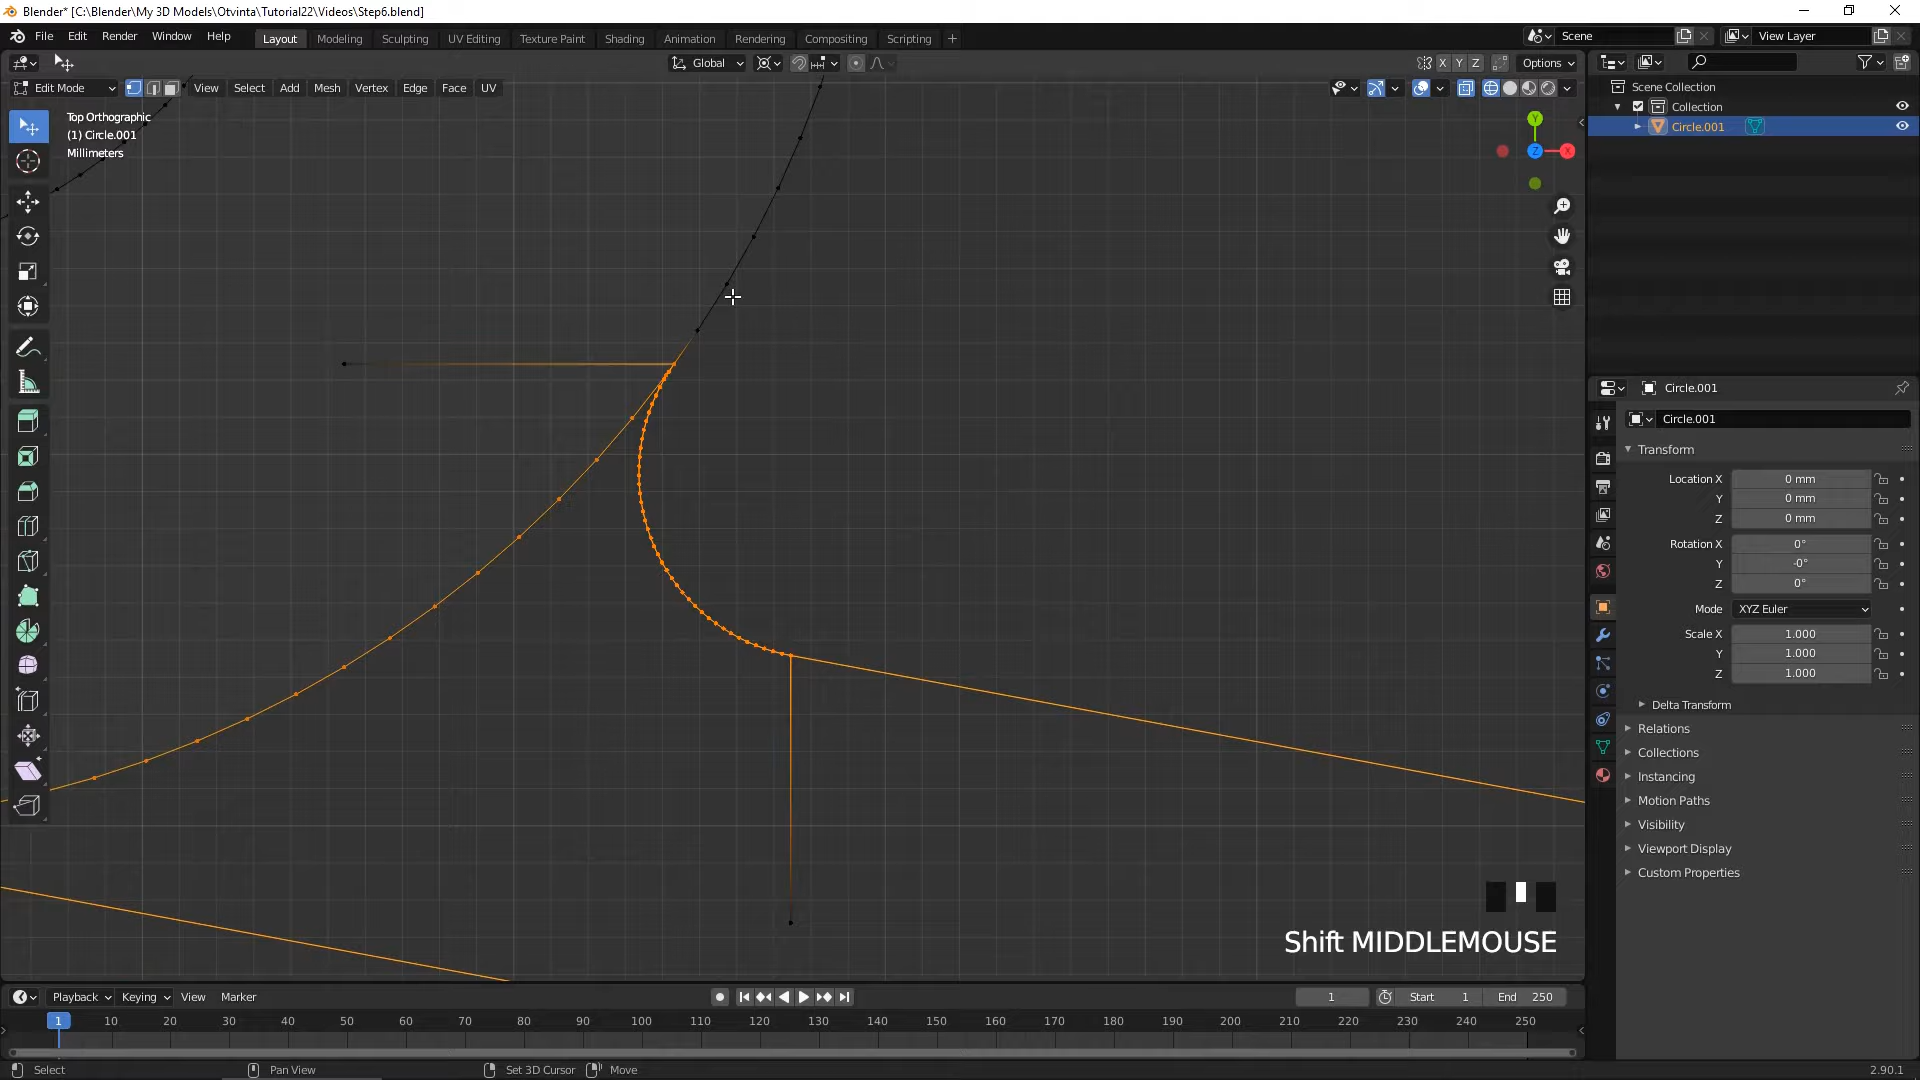 Blender* [C:\Blender\My 3D Models\Otvinta\Tutorial22\Videos\Step6.blend]
File Edit Render Window Help Layout Modeling Sculpting UV Editing Texture Paint Shading Animation Rendering Compositing Scripting + Scene View Layer
Global X Y Z Options
Edit Mode View Select Add Mesh Vertex Edge Face UV
Top Orthographic
(1) Circle.001
Millimeters
Y
Z X
Scene Collection
Collection
Circle.001
Circle.001
Circle.001
Transform
Location X 0 mm
Y 0 mm
Z 0 mm
Rotation X 0°
Y -0°
Z 0°
Mode XYZ Euler
Scale X 1.000
Y 1.000
Z 1.000
Delta Transform
Relations
Collections
Instancing
Motion Paths
Visibility
Viewport Display
Custom Properties
Shift MIDDLEMOUSE
Playback Keying View Marker 1 Start 1 End 250
1 10 20 30 40 50 60 70 80 90 100 110 120 130 140 150 160 170 180 190 200 210 220 230 240 250
Select Pan View Set 3D Cursor Move 2.90.1